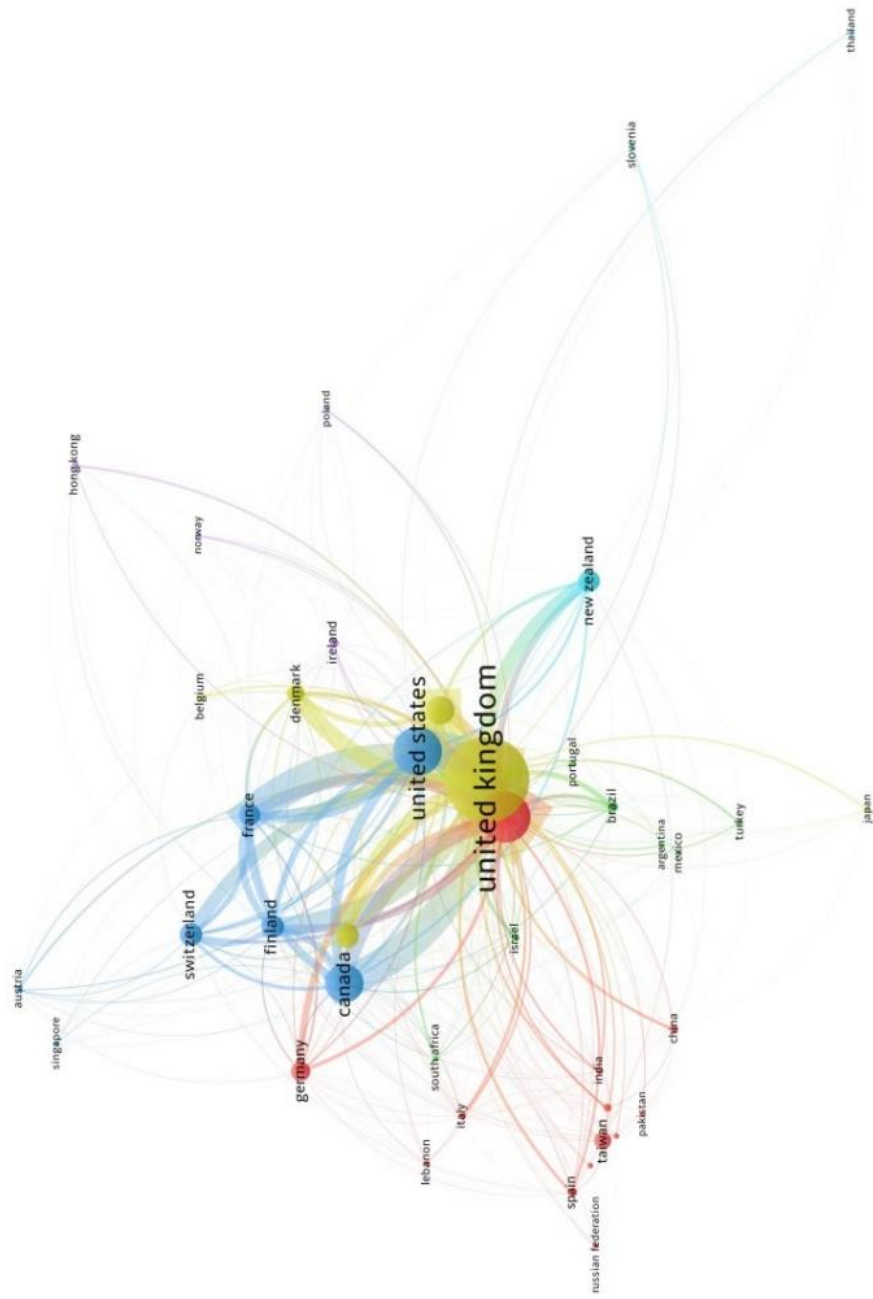 thailand
slovenia
poland
hong kong
norway
new zealand
ireland
denmark
belgium
united states
united kingdom
portugal
france
brazil
japan
turkey
argentina
mexico
switzerland
finland
israel
canada
austria
singapore
germany
south africa
china
india
italy
pakistan
taiwan
lebanon
spain
russian federation